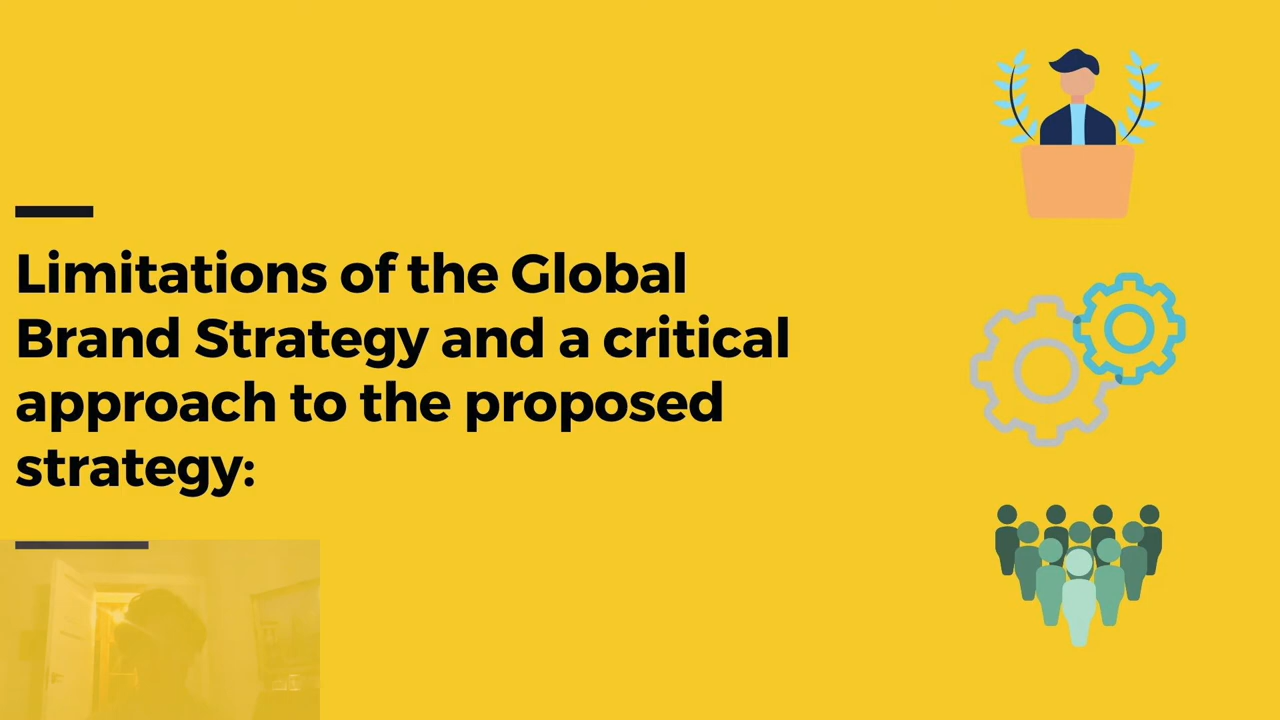 Limitations of the Global
Brand Strategy and a critical
approach to the proposed
strategy: